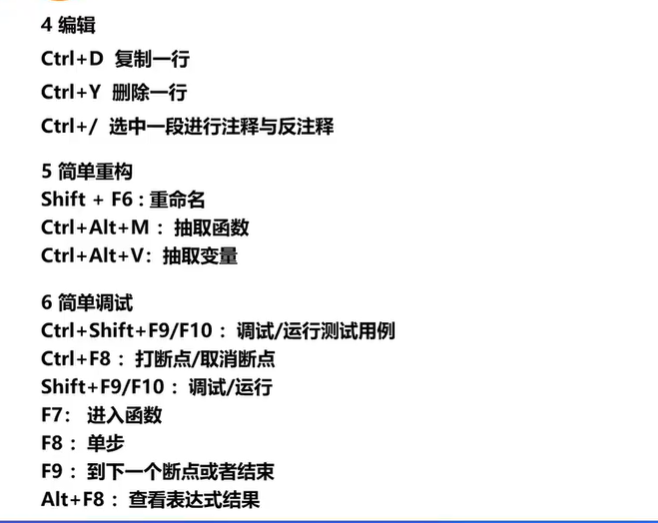 4 编辑
Ctrl+D 复制一行
Ctrl+Y 删除一行
Ctrl+/ 选中一段进行注释与反注释
5 简单重构
Shift + F6 : 重命名
Ctrl+Alt+M ：抽取函数
Ctrl+Alt+V：抽取变量
6 简单调试
Ctrl+Shift+F9/F10 ：调试/运行测试用例
Ctrl+F8 ：打断点/取消断点
Shift+F9/F10 ：调试/运行
F7： 进入函数
F8 ：单步
F9 ：到下一个断点或者结束
Alt+F8 ：查看表达式结果